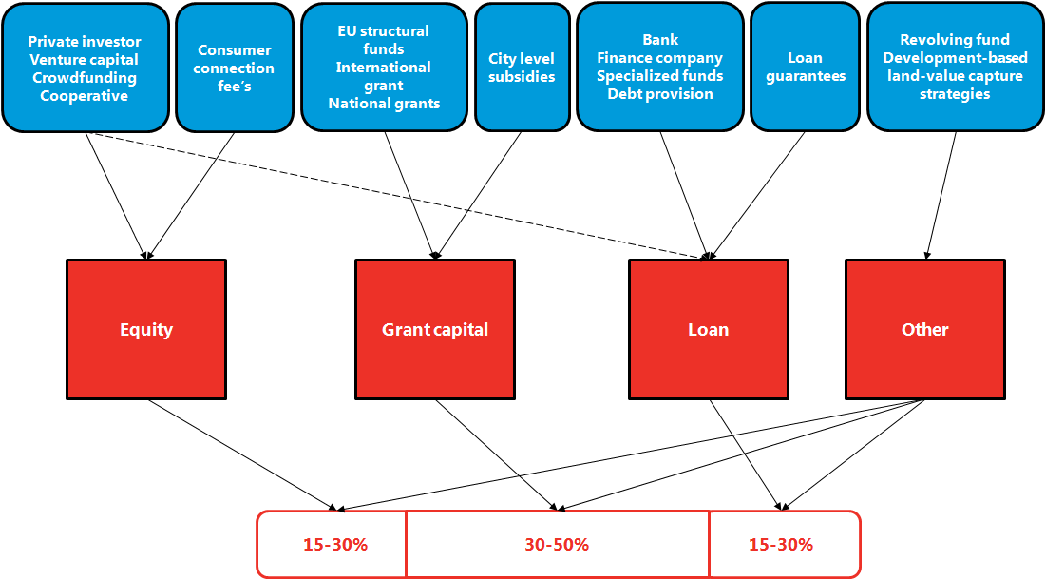 Private investor
Venture capital
Crowdfunding
Cooperative
Consumer
connection
fee's
EU structural
funds
International
grant
National grants
City level
subsidies
Bank
Finance company
Specialized funds
Debt provision
Loan
guarantees
Revolving fund
Development-based
land-value capture
strategies
Equity
Grant capital
Loan
Other
15-30%
30-50%
15-30%